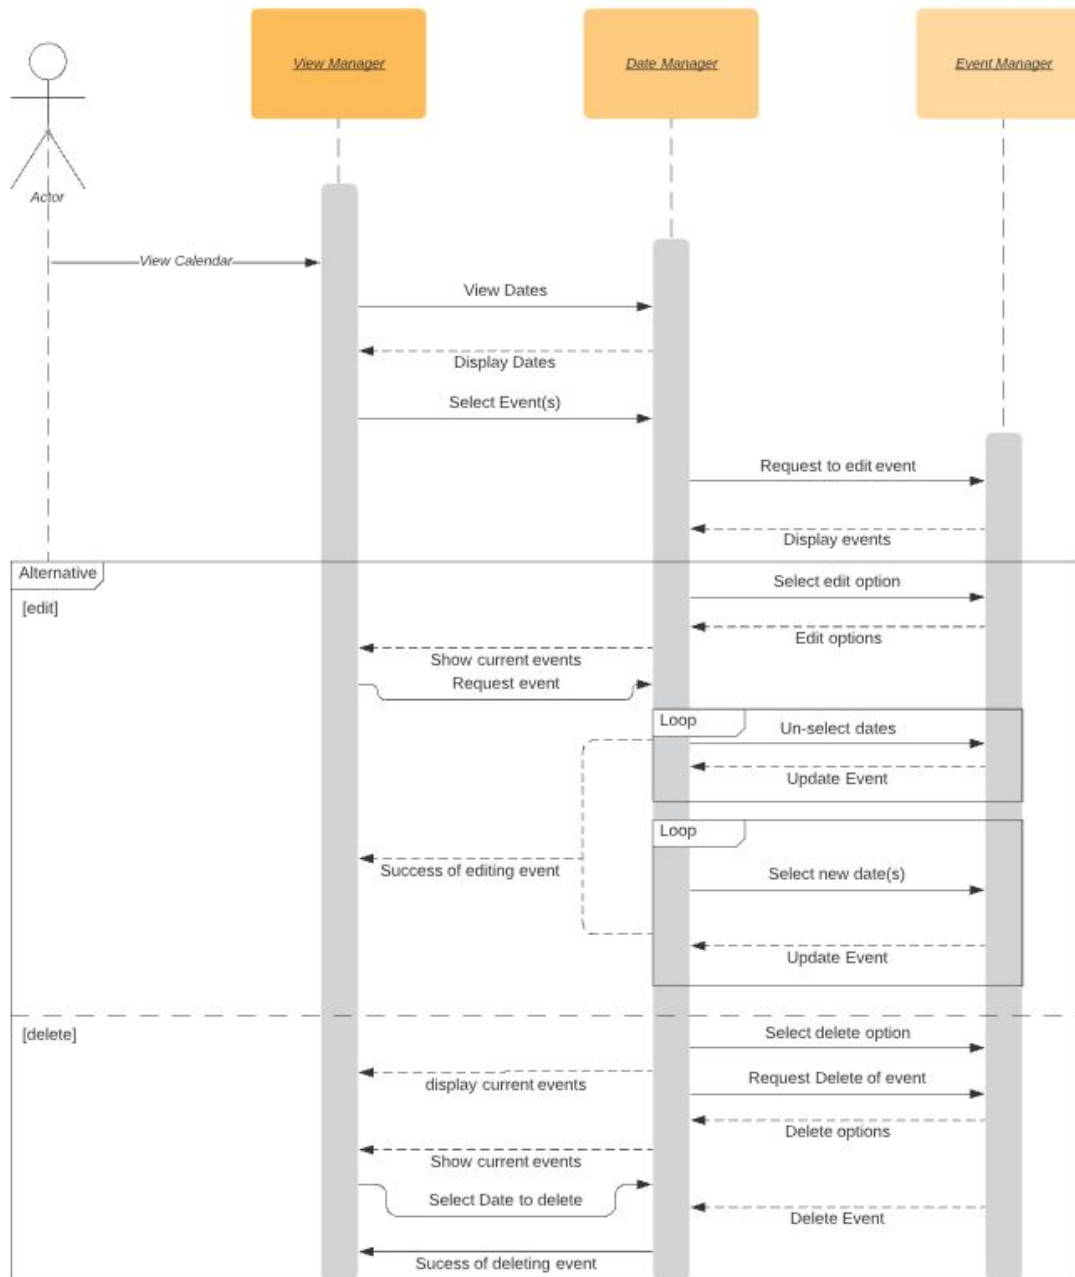 View Manager
Date Manager
Event Manager
Actor
View Calendar
View Dates
Display Dates
Select Event(s)
Request to edit event
Display events
Alternative
[edit]
Select edit option
Edit options
Show current events
Request event
Loop
Un-select dates
Update Event
Loop
Success of editing event
Select new date(s)
Update Event
[delete]
Select delete option
display current events
Request Delete of event
Delete options
Show current events
Select Date to delete
Delete Event
Sucess of deleting event